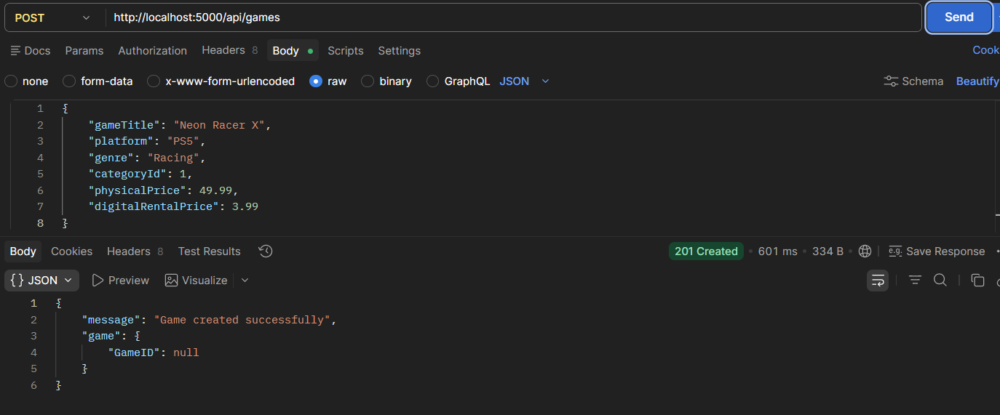 POST http://localhost:5000/api/games Send
Docs Params Authorization Headers 8 Body Scripts Settings Cook
none form-data x-www-form-urlencoded raw binary GraphQL JSON Schema Beautify
1 {
2 "gameTitle": "Neon Racer X",
3 "platform": "PS5",
4 "genre": "Racing",
5 "categoryId": 1,
6 "physicalPrice": 49.99,
7 "digitalRentalPrice": 3.99
8 }
Body Cookies Headers 8 Test Results 201 Created • 601 ms • 334 B • e.g. Save Response
{} JSON Preview Visualize
1 {
2 "message": "Game created successfully",
3 "game": {
4 "GameID": null
5 }
6 }